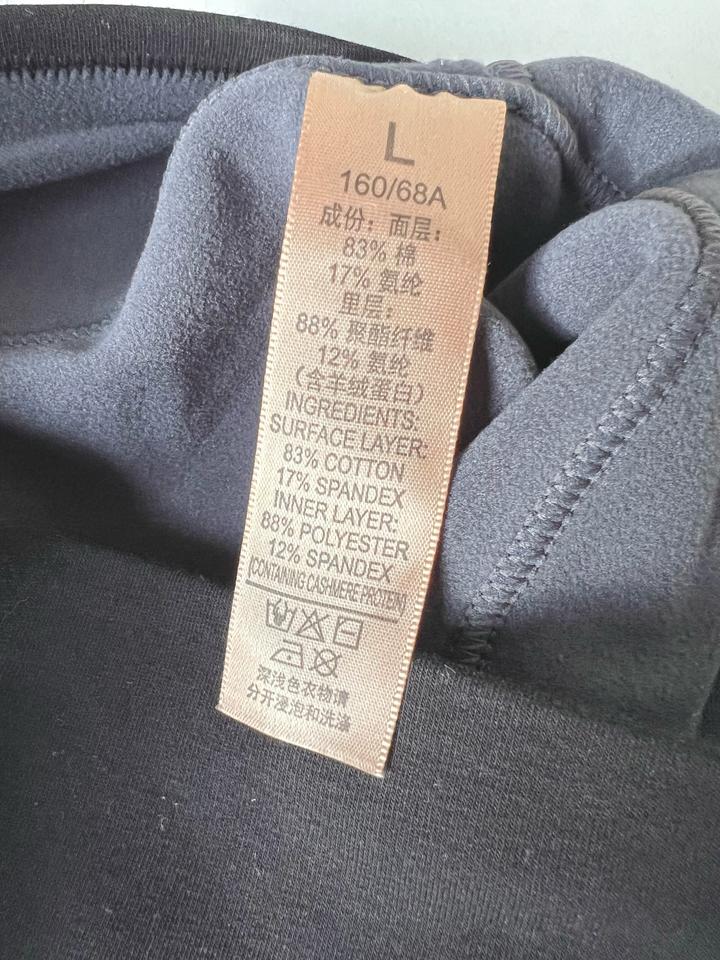 L
160/68A
成份：面层：
83% 棉
17% 氨纶
里层：
88% 聚酯纤维
12% 氨纶
（含羊绒蛋白）
INGREDIENTS:
SURFACE LAYER:
83% COTTON
17% SPANDEX
INNER LAYER:
88% POLYESTER
12% SPANDEX
(CONTAINING CASHMERE PROTEIN)
深浅色衣物请
分开浸泡和洗涤